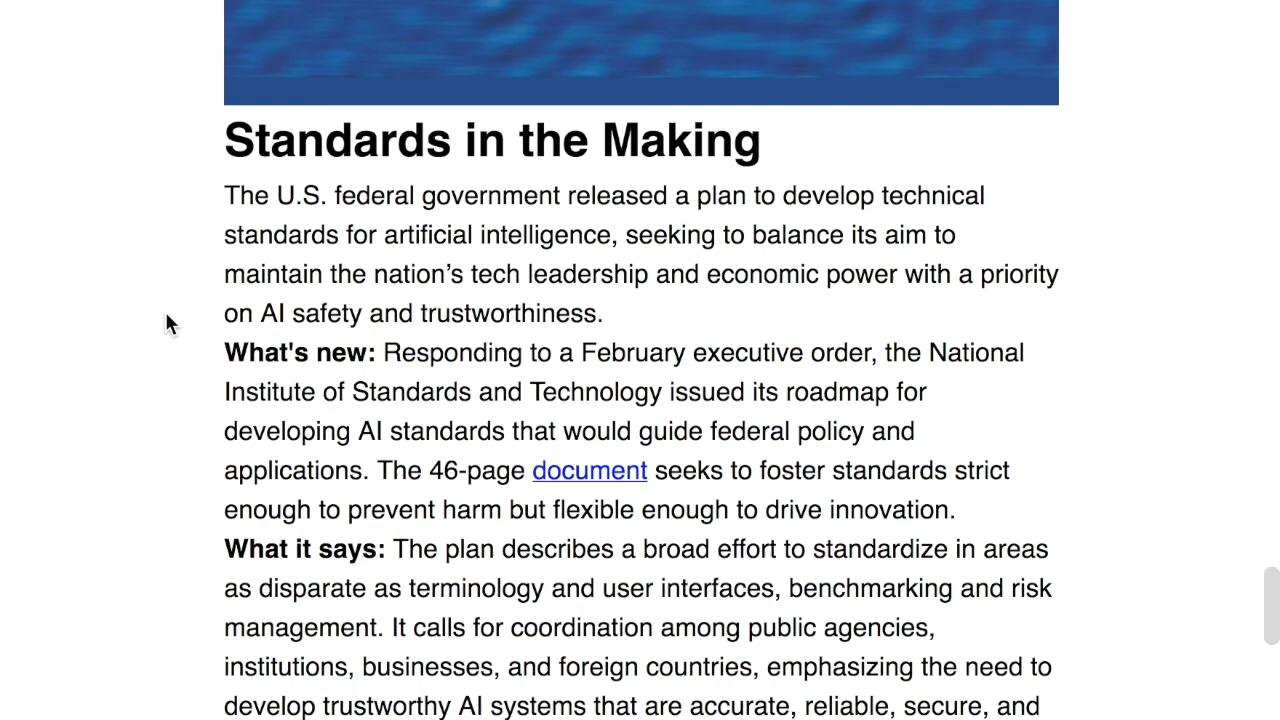 Standards in the Making
The U.S. federal government released a plan to develop technical
standards for artificial intelligence, seeking to balance its aim to
maintain the nation’s tech leadership and economic power with a priority
on AI safety and trustworthiness.
What's new: Responding to a February executive order, the National
Institute of Standards and Technology issued its roadmap for
developing AI standards that would guide federal policy and
applications. The 46-page document seeks to foster standards strict
enough to prevent harm but flexible enough to drive innovation.
What it says: The plan describes a broad effort to standardize in areas
as disparate as terminology and user interfaces, benchmarking and risk
management. It calls for coordination among public agencies,
institutions, businesses, and foreign countries, emphasizing the need to
develop trustworthy AI systems that are accurate, reliable, secure, and